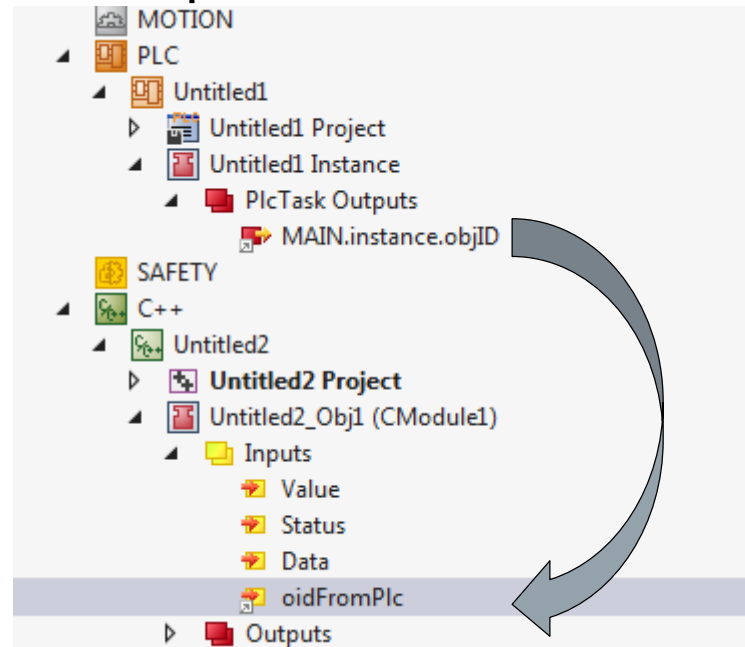 MOTION
PLC
Untitled1
Untitled1 Project
Untitled1 Instance
PlcTask Outputs
MAIN.instance.objID
SAFETY
C++
Untitled2
Untitled2 Project
Untitled2_Obj1 (CModule1)
Inputs
Value
Status
Data
oidFromPlc
Outputs